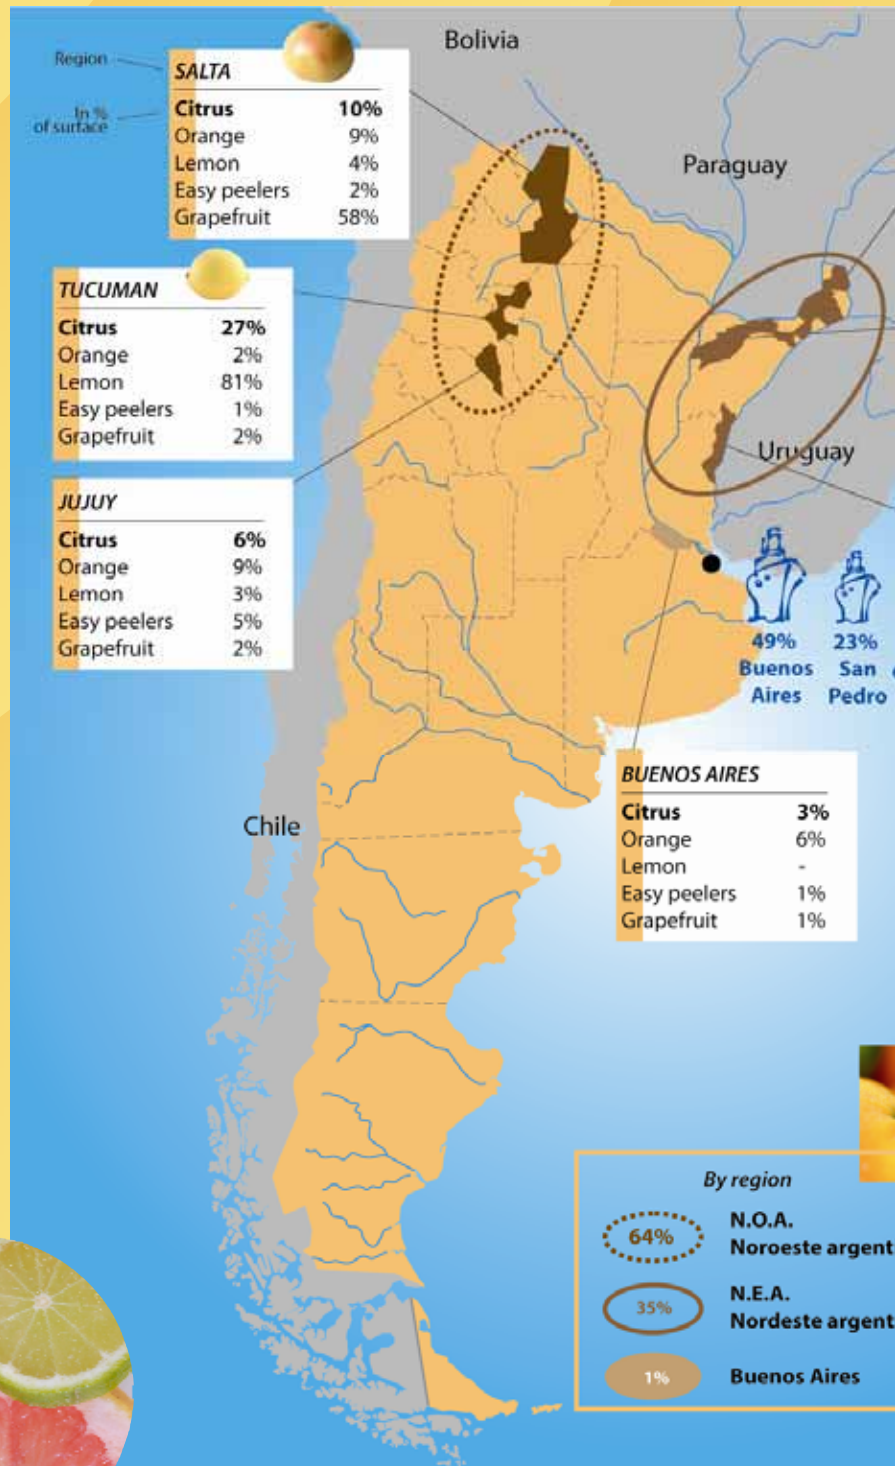 Bolivia
Region
SALTA
In %
of surface
Citrus 10%
Orange 9%
Lemon 4%
Easy peelers 2%
Grapefruit 58%
Paraguay
TUCUMAN
Citrus 27%
Orange 2%
Lemon 81%
Easy peelers 1%
Grapefruit 2%
Uruguay
JUJUY
Citrus 6%
Orange 9%
Lemon 3%
Easy peelers 5%
Grapefruit 2%
49%
Buenos
Aires
23%
San
Pedro
BUENOS AIRES
Citrus 3%
Orange 6%
Lemon -
Easy peelers 1%
Grapefruit 1%
Chile
By region
64%
N.O.A.
Noroeste argent
35%
N.E.A.
Nordeste argent
1%
Buenos Aires